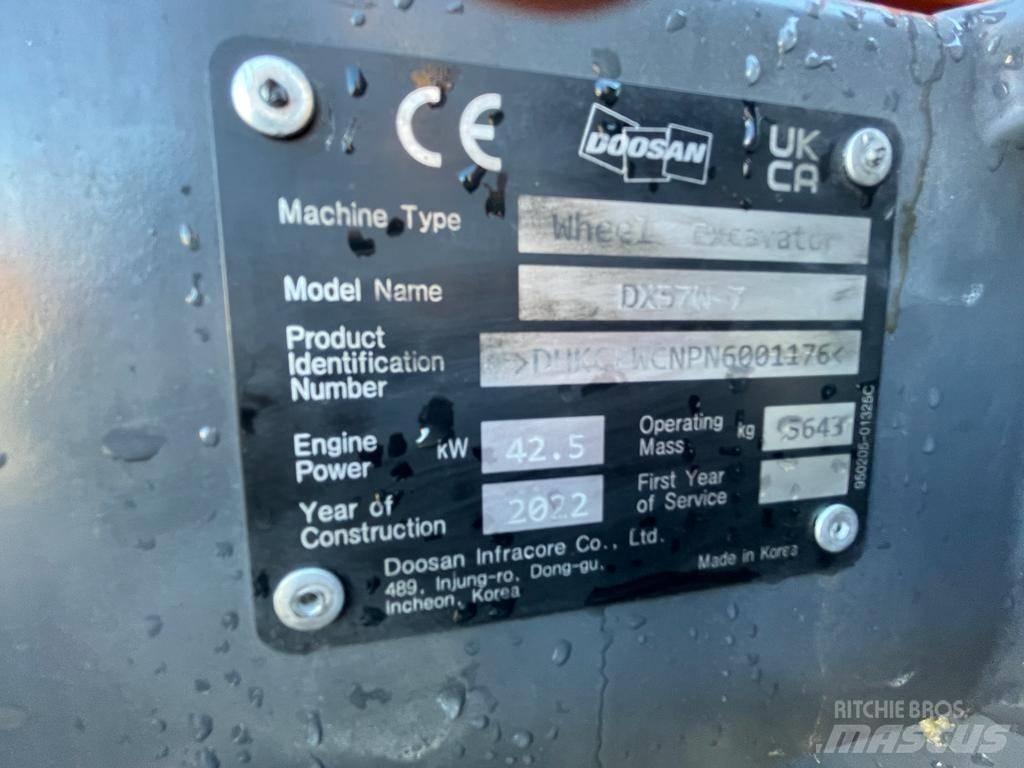 CE DOOSAN UK CA
Machine Type Wheel excavator
Model Name DX57W-7
Product
Identification
Number
Engine
Power kW 42.5
Operating
Mass kg 5643
Year of
Construction 2022
First Year
of Service
Doosan Infracore Co., Ltd.
489, Injung-ro, Dong-gu,
Incheon, Korea
Made in Korea
950205-01325C
RITCHIE BROS.
MASCUS